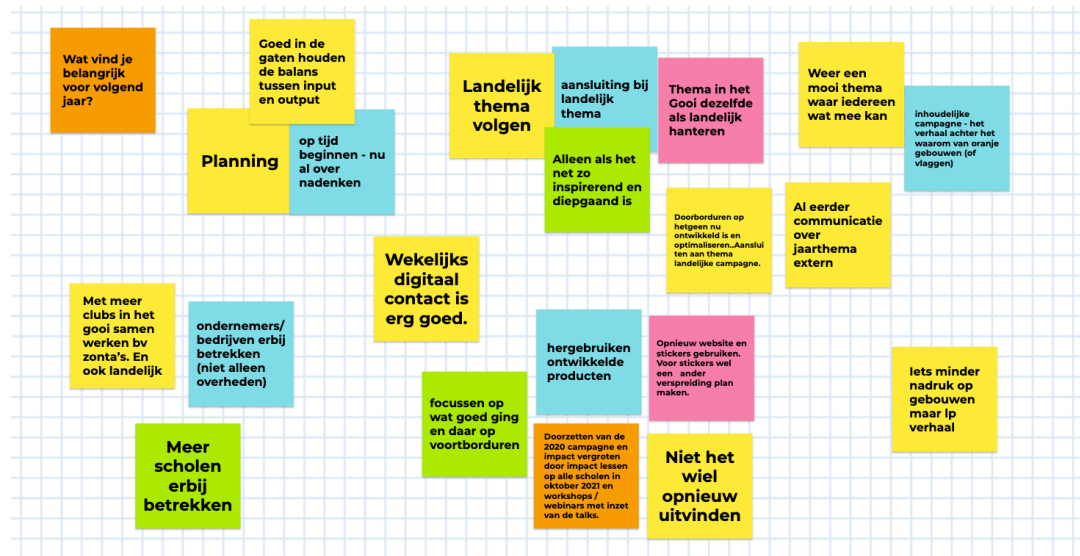 Wat vind je
belangrijk
voor volgend
jaar?
Goed in de
gaten houden
de balans
tussen input
en output
Planning
op tijd
beginnen - nu
al over
nadenken
Landelijk
thema
volgen
aansluiting bij
landelijk
thema
Thema in het
Gooi dezelfde
als landelijk
hanteren
Alleen als het
net zo
inspirerend en
diepgaand is
Weer een
mooi thema
waar iedereen
wat mee kan
inhoudelijke
campagne - het
verhaal achter het
waarom van oranje
gebouwen (of
vlaggen)
Doorborduren op
hetgeen nu
ontwikkeld is en
optimaliseren..Aanslui
ten aan thema
landelijke campagne.
Al eerder
communicatie
over
jaarthema
extern
Wekelijks
digitaal
contact is
erg goed.
Met meer
clubs in het
gooi samen
werken bv
zonta's. En
ook landelijk
ondernemers/
bedrijven erbij
betrekken
(niet alleen
overheden)
Meer
scholen
erbij
betrekken
focussen op
wat goed ging
en daar op
voortborduren
hergebruiken
ontwikkelde
producten
Opnieuw website en
stickers gebruiken.
Voor stickers wel
een ander
verspreiding plan
maken.
Doorzetten van de
2020 campagne en
impact vergroten
door impact lessen
op alle scholen in
oktober 2021 en
workshops /
webinars met inzet
van de talks.
Niet het
wiel
opnieuw
uitvinden
Iets minder
nadruk op
gebouwen
maar lp
verhaal